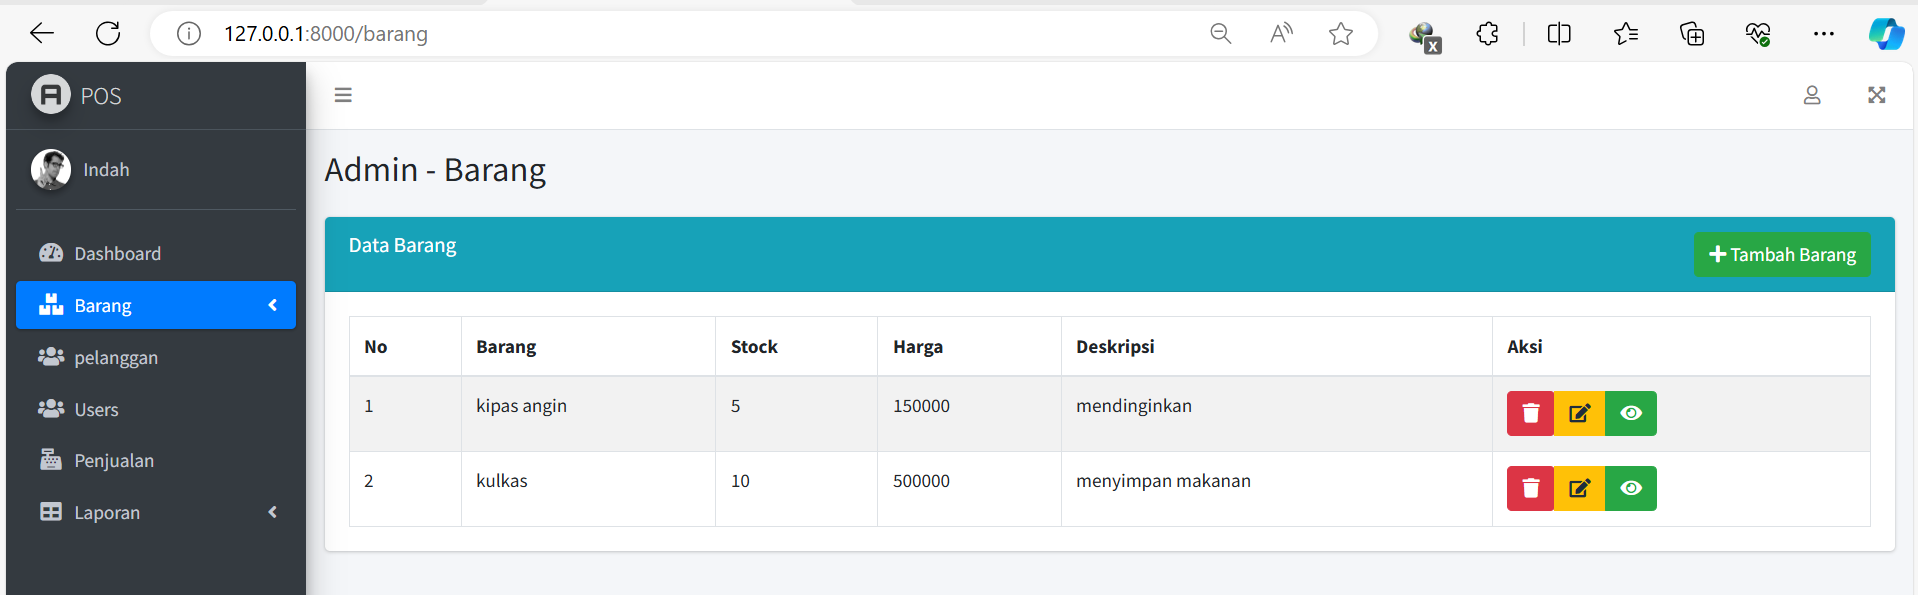 127.0.0.1:8000/barang
POS
Indah
Dashboard
Barang
pelanggan
Users
Penjualan
Laporan
Admin - Barang
Data Barang
Tambah Barang
No Barang Stock Harga Deskripsi Aksi
1 kipas angin 5 150000 mendinginkan
2 kulkas 10 500000 menyimpan makanan